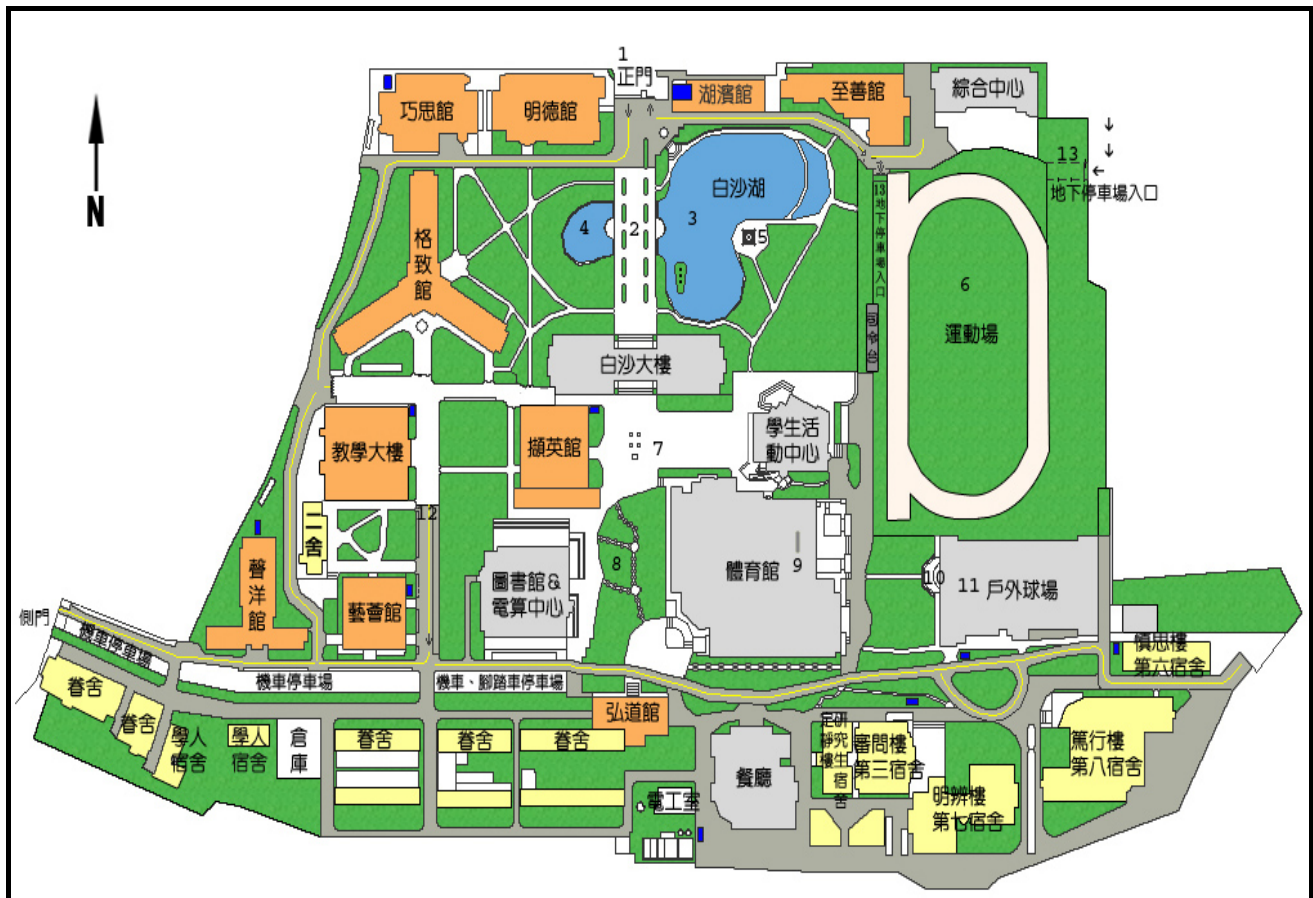 1
正門
巧思館
明德館
湖濱館
至善館
綜合中心
N
13
地下停車場入口
13地下停車場入口
白沙湖
2
3
4
5
格致館
6
運動場
司令台
白沙大樓
教學大樓
擷英館
7
學生活
動中心
二舍
12
聲洋館
藝薈館
圖書館&
電算中心
8
體育館
9
10
11 戶外球場
側門
機車停車場
機車停車場
機車、腳踏車停車場
慎思樓
第六宿舍
眷舍
眷舍
學人
宿舍
學人
宿舍
倉庫
眷舍
眷舍
眷舍
弘道館
電工室
餐廳
研究生宿舍
定靜樓
審問樓
第三宿舍
明辨樓
第七宿舍
篤行樓
第八宿舍